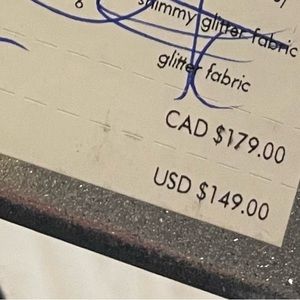 shimmy glitter fabric
glitter fabric
CAD $179.00
USD $149.00